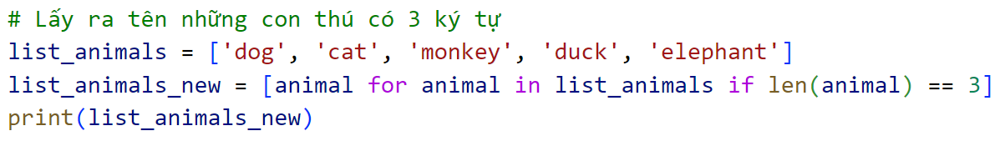 # Lấy ra tên những con thú có 3 ký tự
list_animals = ['dog', 'cat', 'monkey', 'duck', 'elephant']
list_animals_new = [animal for animal in list_animals if len(animal) == 3]
print(list_animals_new)